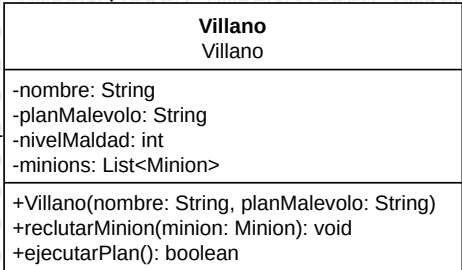 Villano
Villano
-nombre: String
-planMalevolo: String
-nivelMaldad: int
-minions: List<Minion>
+Villano(nombre: String, planMalevolo: String)
+reclutarMinion(minion: Minion): void
+ejecutarPlan(): boolean